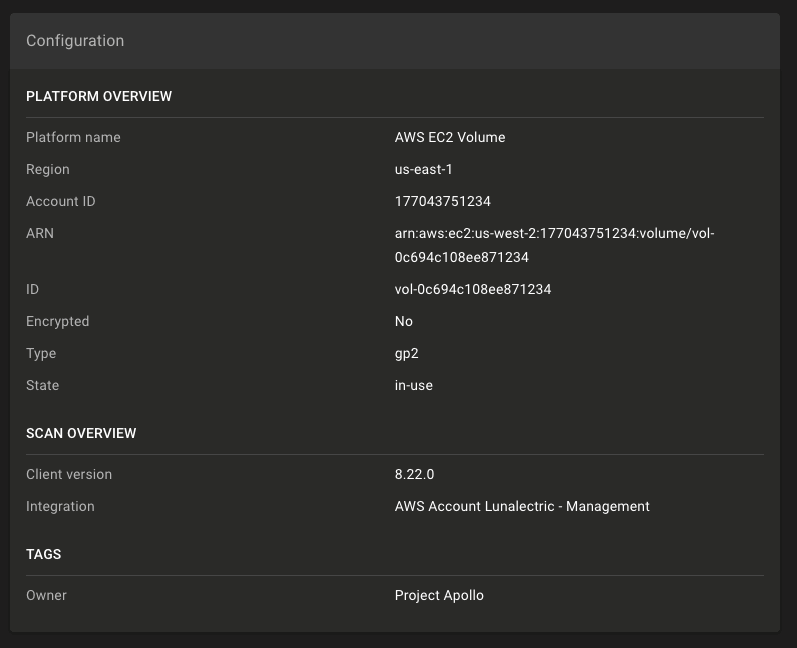 Configuration
PLATFORM OVERVIEW
Platform name AWS EC2 Volume
Region us-east-1
Account ID 177043751234
ARN arn:aws:ec2:us-west-2:177043751234:volume/vol-
0c694c108ee871234
ID vol-0c694c108ee871234
Encrypted No
Type gp2
State in-use
SCAN OVERVIEW
Client version 8.22.0
Integration AWS Account Lunalectric - Management
TAGS
Owner Project Apollo